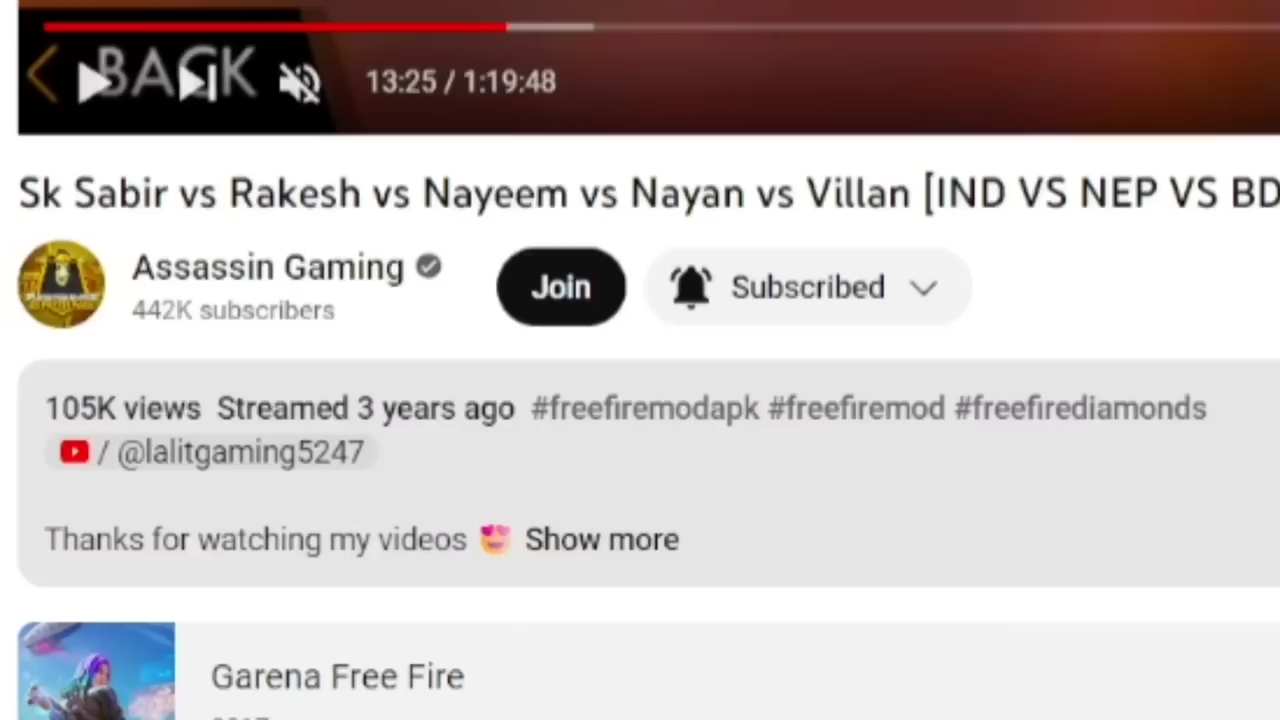 BACK
13:25 / 1:19:48
Sk Sabir vs Rakesh vs Nayeem vs Nayan vs Villan [IND VS NEP VS BD
Assassin Gaming
442K subscribers
Join
Subscribed
105K views Streamed 3 years ago #freefiremodapk #freefiremod #freefirediamonds
/ @lalitgaming5247
Thanks for watching my videos 😍 Show more
Garena Free Fire